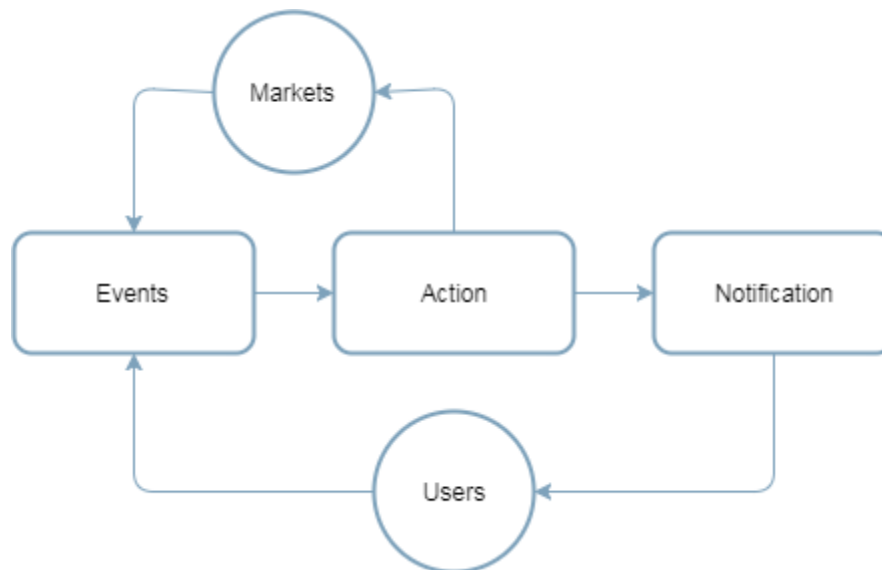 Markets
Events
Action
Notification
Users